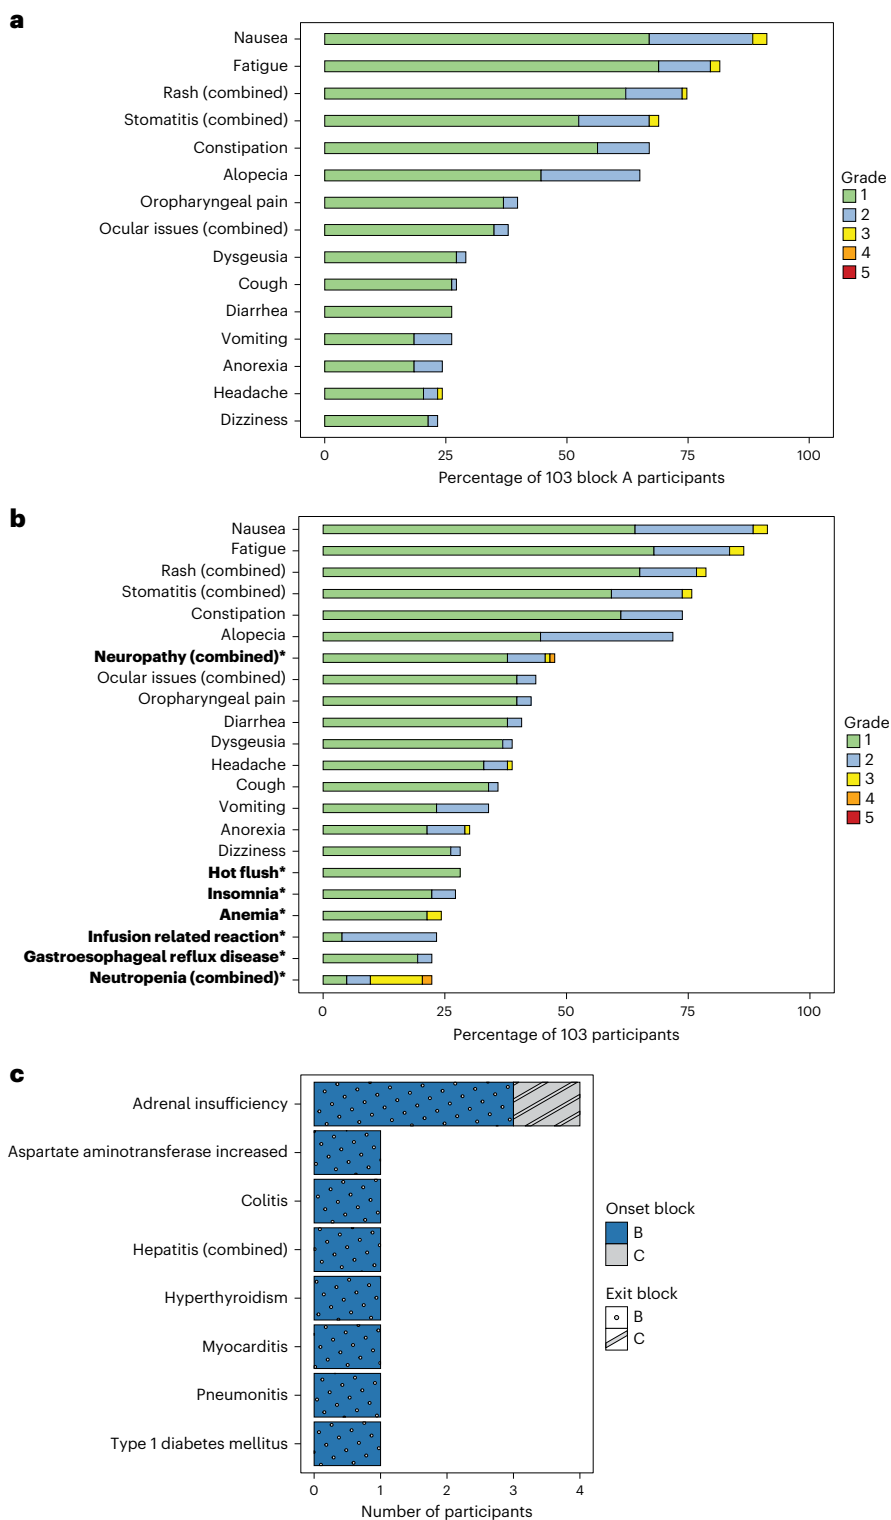 a
Nausea
Fatigue
Rash (combined)
Stomatitis (combined)
Constipation
Alopecia
Oropharyngeal pain
Ocular issues (combined)
Dysgeusia
Cough
Diarrhea
Vomiting
Anorexia
Headache
Dizziness
0 25 50 75 100
Percentage of 103 block A participants
Grade
1
2
3
4
5
b
Nausea
Fatigue
Rash (combined)
Stomatitis (combined)
Constipation
Alopecia
Neuropathy (combined)*
Ocular issues (combined)
Oropharyngeal pain
Diarrhea
Dysgeusia
Headache
Cough
Vomiting
Anorexia
Dizziness
Hot flush*
Insomnia*
Anemia*
Infusion related reaction*
Gastroesophageal reflux disease*
Neutropenia (combined)*
0 25 50 75 100
Percentage of 103 participants
Grade
1
2
3
4
5
c
Adrenal insufficiency
Aspartate aminotransferase increased
Colitis
Hepatitis (combined)
Hyperthyroidism
Myocarditis
Pneumonitis
Type 1 diabetes mellitus
0 1 2 3 4
Number of participants
Onset block
B
C
Exit block
B
C